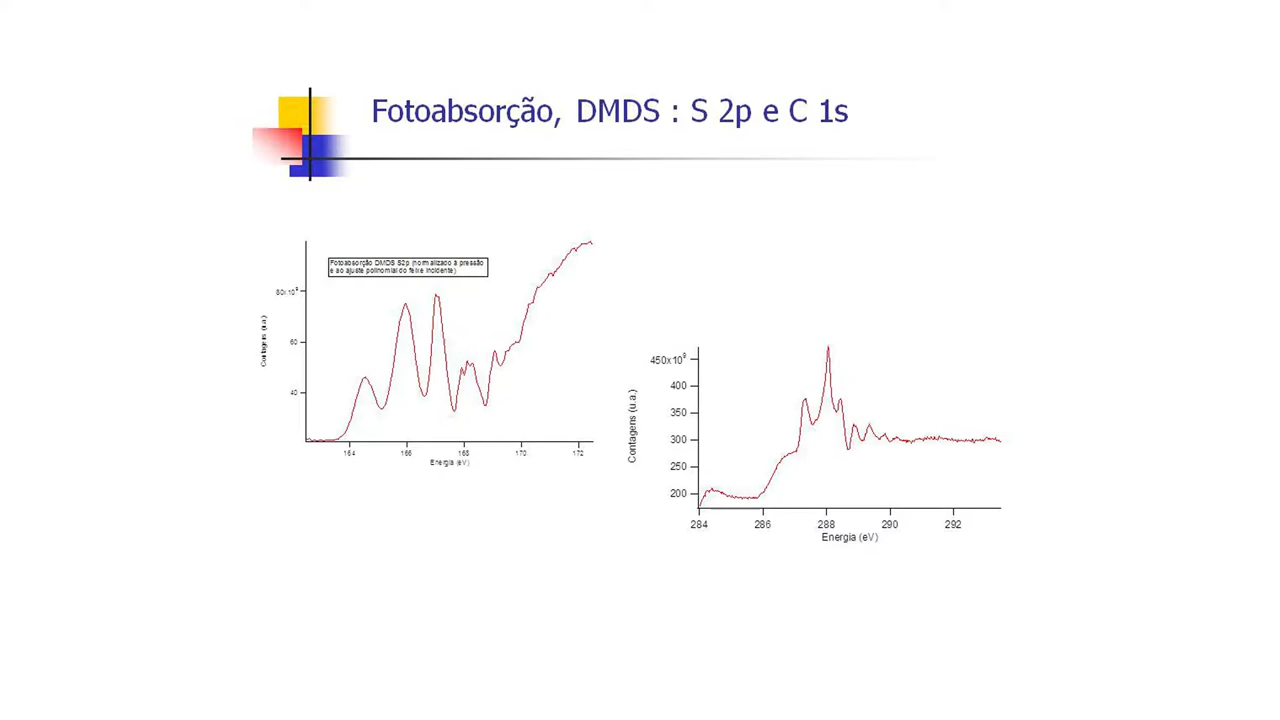 Fotoabsorção, DMDS : S 2p e C 1s
Fotoabsorção DMDS S2p (normalizado à pressão
e ao ajuste polinomial do feixe incidente)
80x10⁹
60
40
Contagens (u.a.)
164
166
168
170
172
Energia (eV)
450x10⁹
400
350
300
250
200
Contagens (u.a.)
284
286
288
290
292
Energia (eV)